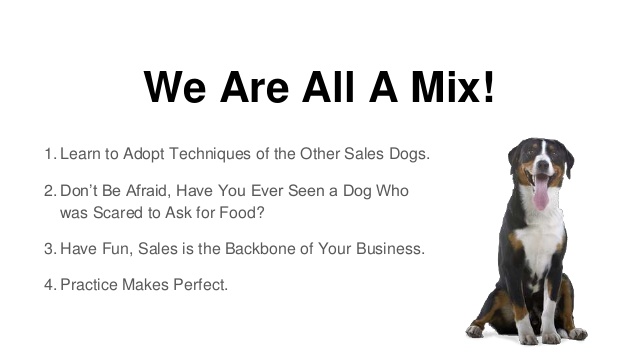 We Are All A Mix!
1. Learn to Adopt Techniques of the Other Sales Dogs.
2. Don’t Be Afraid, Have You Ever Seen a Dog Who
was Scared to Ask for Food?
3. Have Fun, Sales is the Backbone of Your Business.
4. Practice Makes Perfect.